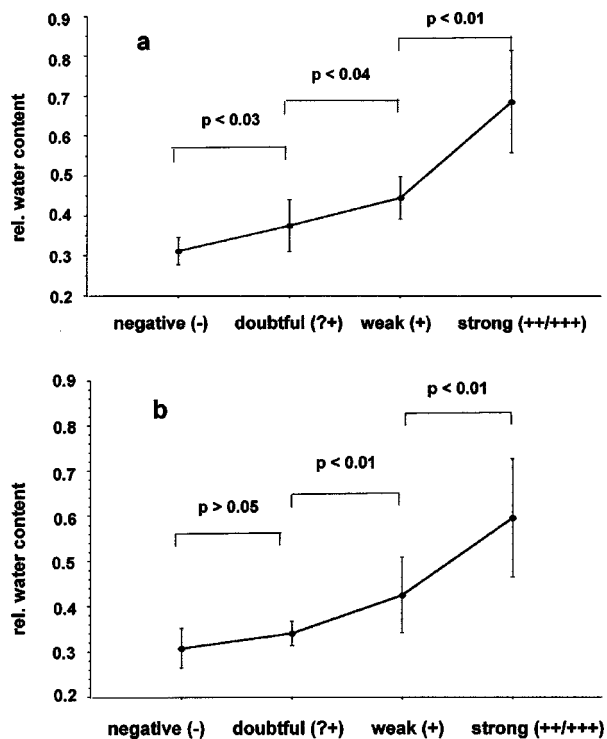 0.9
a
p < 0.01
0.8
p < 0.04
0.7
p < 0.03
0.6
0.5
0.4
0.3
0.2
rel. water content
negative (-) doubtful (?+) weak (+) strong (++/+++)
0.9
b
p < 0.01
0.8
0.7
p < 0.01
0.6
p > 0.05
0.5
0.4
0.3
0.2
rel. water content
negative (-) doubtful (?+) weak (+) strong (++/+++)